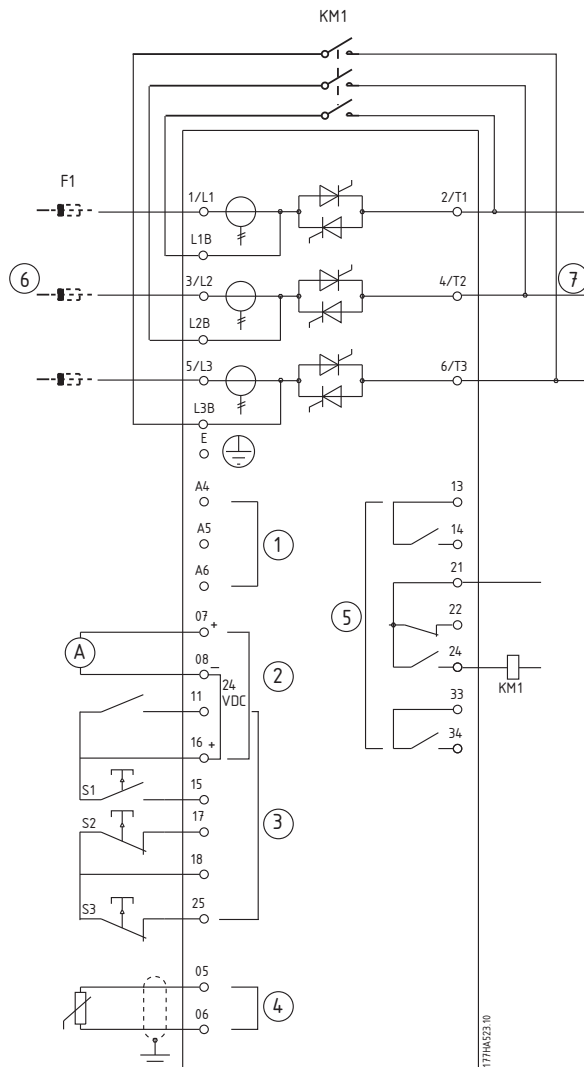 KM1
F1
1/L1
2/T1
L1B
6
3/L2
4/T2
7
L2B
5/L3
6/T3
L3B
E
A4
13
A5
1
14
A6
21
5
07 +
22
A
08 –
2
24
24
VDC
KM1
11
33
16 +
34
S1
15
S2
17
3
18
S3
25
05
4
06
177HA523.10